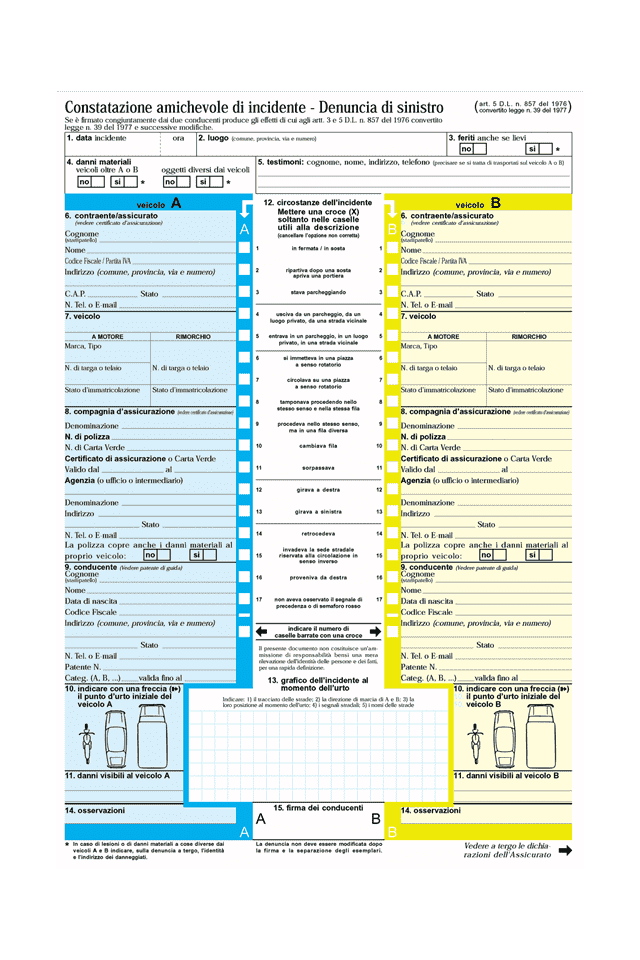 Constatazione amichevole di incidente - Denuncia di sinistro
(art. 5 D.L. n. 857 del 1976
convertito legge n. 39 del 1977)
Se è firmato congiuntamente dai due conducenti produce gli effetti di cui agli artt. 3 e 5 D.L. n. 857 del 1976 convertito
legge n. 39 del 1977 e successive modifiche.
1. data incidente ora
2. luogo (comune, provincia, via e numero)
3. feriti anche se lievi
no si *
4. danni materiali
veicoli oltre A o B oggetti diversi dai veicoli
no si * no si *
5. testimoni: cognome, nome, indirizzo, telefono (precisare se si tratta di trasportati sul veicolo A o B)
veicolo A
6. contraente/assicurato
(vedere certificato d'assicurazione)
Cognome
(stampatello)
Nome
Codice Fiscale / Partita IVA
Indirizzo (comune, provincia, via e numero)
C.A.P. Stato
N. Tel. o E-mail
7. veicolo
A MOTORE RIMORCHIO
Marca, Tipo
N. di targa o telaio N. di targa o telaio
Stato d'immatricolazione Stato d'immatricolazione
8. compagnia d'assicurazione (vedere certificato d'assicurazione)
Denominazione
N. di polizza
N. di Carta Verde
Certificato di assicurazione o Carta Verde
Valido dal al
Agenzia (o ufficio o intermediario)
Denominazione
Indirizzo
Stato
N. Tel. o E-mail
La polizza copre anche i danni materiali al
proprio veicolo: no si
9. conducente (Vedere patente di guida)
Cognome
(stampatello)
Nome
Data di nascita
Codice Fiscale
Indirizzo (comune, provincia, via e numero)
Stato
N. Tel. o E-mail
Patente N.
Categ. (A, B, ...) valida fino al
10. indicare con una freccia
il punto d'urto iniziale del
veicolo A
11. danni visibili al veicolo A
14. osservazioni
A
12. circostanze dell'incidente
Mettere una croce (X)
soltanto nelle caselle
utili alla descrizione
(cancellare l'opzione non corretta)
A B
1 in fermata / in sosta 1
2 ripartiva dopo una sosta 2
apriva una portiera
3 stava parcheggiando 3
4 usciva da un parcheggio, da un 4
luogo privato, da una strada vicinale
5 entrava in un parcheggio, in un luogo 5
privato, in una strada vicinale
6 si immetteva in una piazza 6
a senso rotatorio
7 circolava su una piazza 7
a senso rotatorio
8 tamponava procedendo nello 8
stesso senso e nella stessa fila
9 procedeva nello stesso senso, 9
ma in una fila diversa
10 cambiava fila 10
11 sorpassava 11
12 girava a destra 12
13 girava a sinistra 13
14 retrocedeva 14
15 invadeva la sede stradale 15
riservata alla circolazione in
senso inverso
16 proveniva da destra 16
17 non aveva osservato il segnale di 17
precedenza o di semaforo rosso
indicare il numero di
caselle barrate con una croce
Il presente documento non costituisce un'am-
missione di responsabilità bensì una mera
rilevazione dell'identità delle persone e dei fatti,
per una rapida definizione.
13. grafico dell'incidente al
momento dell'urto
Indicare: 1) il tracciato delle strade; 2) la direzione di marcia di A e B; 3) la
loro posizione al momento dell'urto; 4) i segnali stradali; 5) i nomi delle strade
15. firma dei conducenti
A B
veicolo B
6. contraente/assicurato
(vedere certificato d'assicurazione)
Cognome
(stampatello)
Nome
Codice Fiscale / Partita IVA
Indirizzo (comune, provincia, via e numero)
C.A.P. Stato
N. Tel. o E-mail
7. veicolo
A MOTORE RIMORCHIO
Marca, Tipo
N. di targa o telaio N. di targa o telaio
Stato d'immatricolazione Stato d'immatricolazione
8. compagnia d'assicurazione (vedere certificato d'assicurazione)
Denominazione
N. di polizza
N. di Carta Verde
Certificato di assicurazione o Carta Verde
Valido dal al
Agenzia (o ufficio o intermediario)
Denominazione
Indirizzo
Stato
N. Tel. o E-mail
La polizza copre anche i danni materiali al
proprio veicolo: no si
9. conducente (Vedere patente di guida)
Cognome
(stampatello)
Nome
Data di nascita
Codice Fiscale
Indirizzo (comune, provincia, via e numero)
Stato
N. Tel. o E-mail
Patente N.
Categ. (A, B, ...) valida fino al
10. indicare con una freccia
il punto d'urto iniziale del
veicolo B
11. danni visibili al veicolo B
14. osservazioni
B
* In caso di lesioni o di danni materiali a cose diverse dai
veicoli A e B indicare, sulla denuncia a tergo, l'identità
e l'indirizzo dei danneggiati.
La denuncia non deve essere modificata dopo
la firma e la separazione degli esemplari.
Vedere a tergo le dichia-
razioni dell'Assicurato